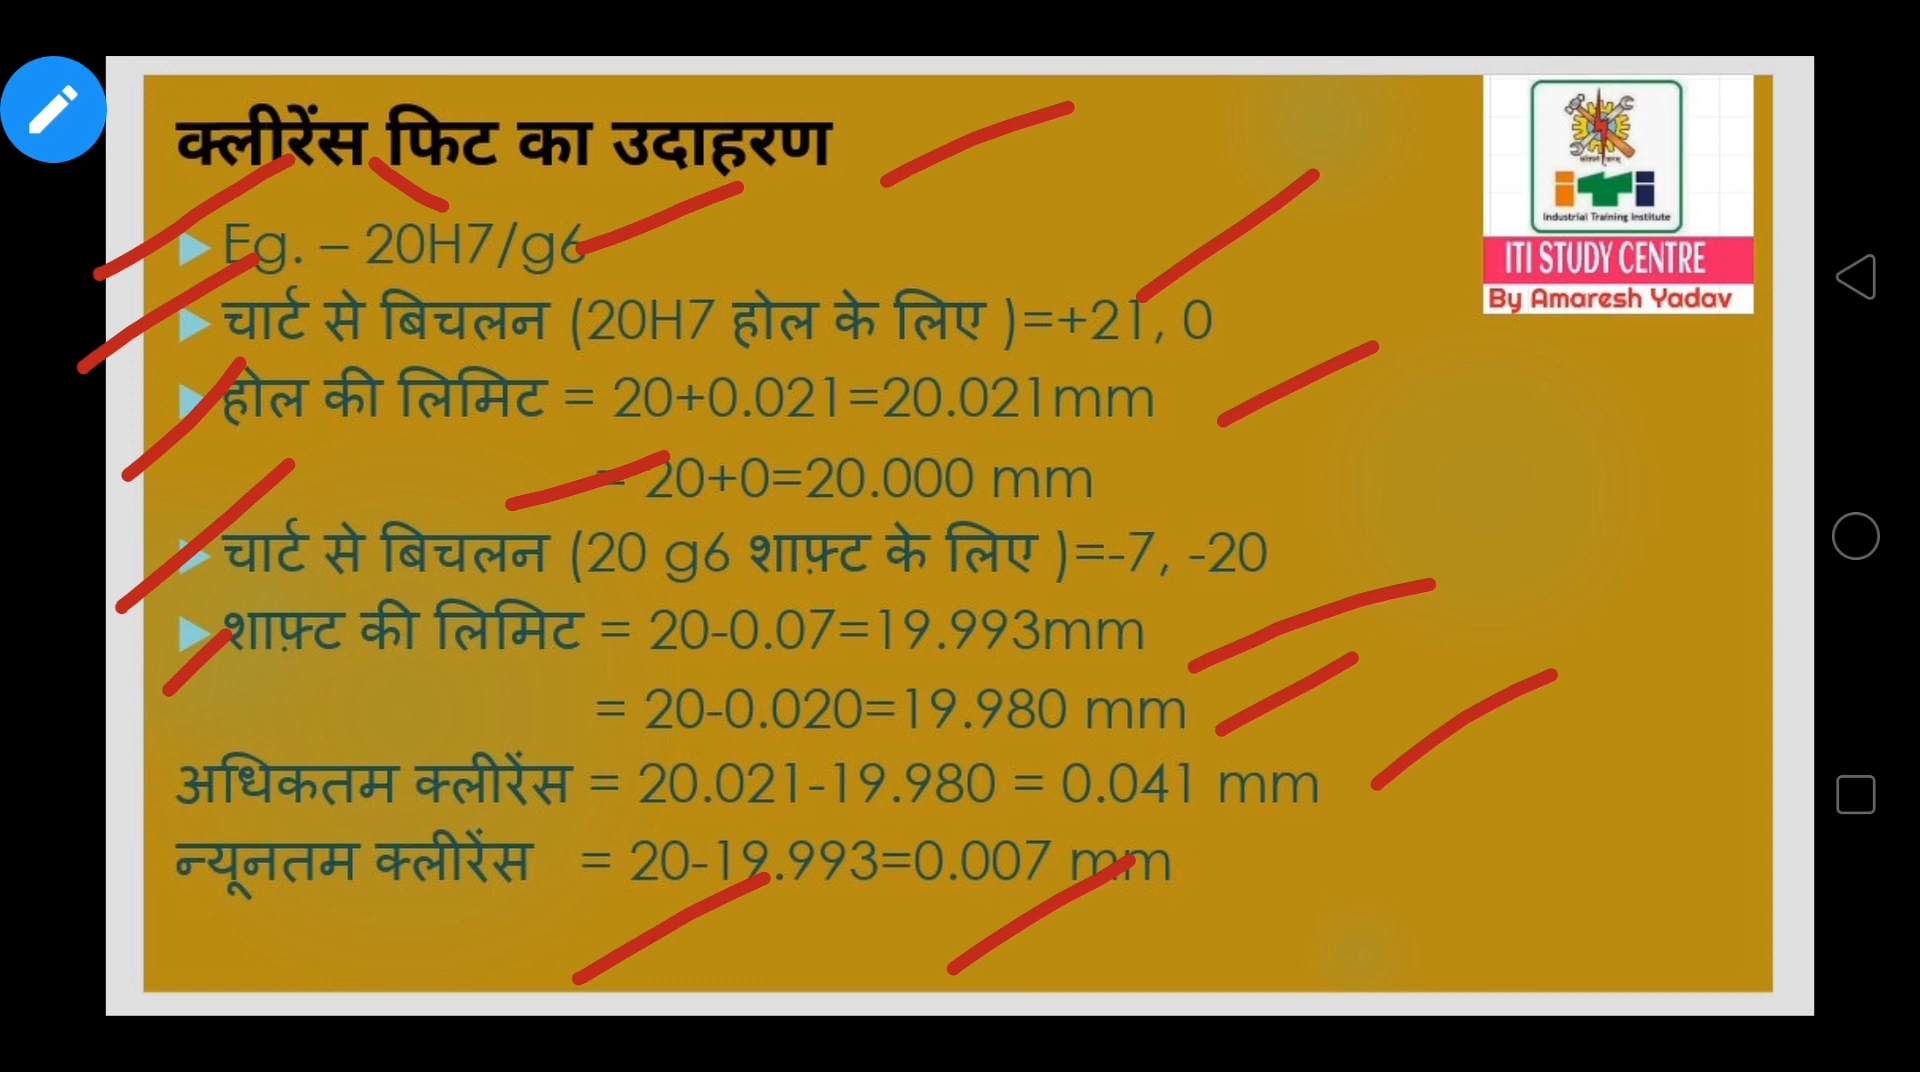 क्लीरेंस फिट का उदाहरण
Eg. – 20H7/g6
चार्ट से बिचलन (20H7 होल के लिए )=+21, 0
होल की लिमिट = 20+0.021=20.021mm
= 20+0=20.000 mm
चार्ट से बिचलन (20 g6 शाफ़्ट के लिए )=-7, -20
शाफ़्ट की लिमिट = 20-0.07=19.993mm
= 20-0.020=19.980 mm
अधिकतम क्लीरेंस = 20.021-19.980 = 0.041 mm
न्यूनतम क्लीरेंस = 20-19.993=0.007 mm
iti
Industrial Training Institute
ITI STUDY CENTRE
By Amaresh Yadav